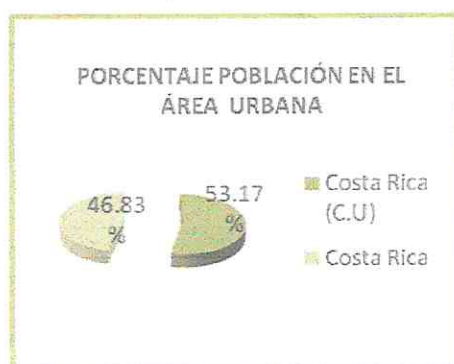 PORCENTAJE POBLACIÓN EN EL
ÁREA URBANA
46.83
%
53.17
%
Costa Rica
(C.U)
Costa Rica